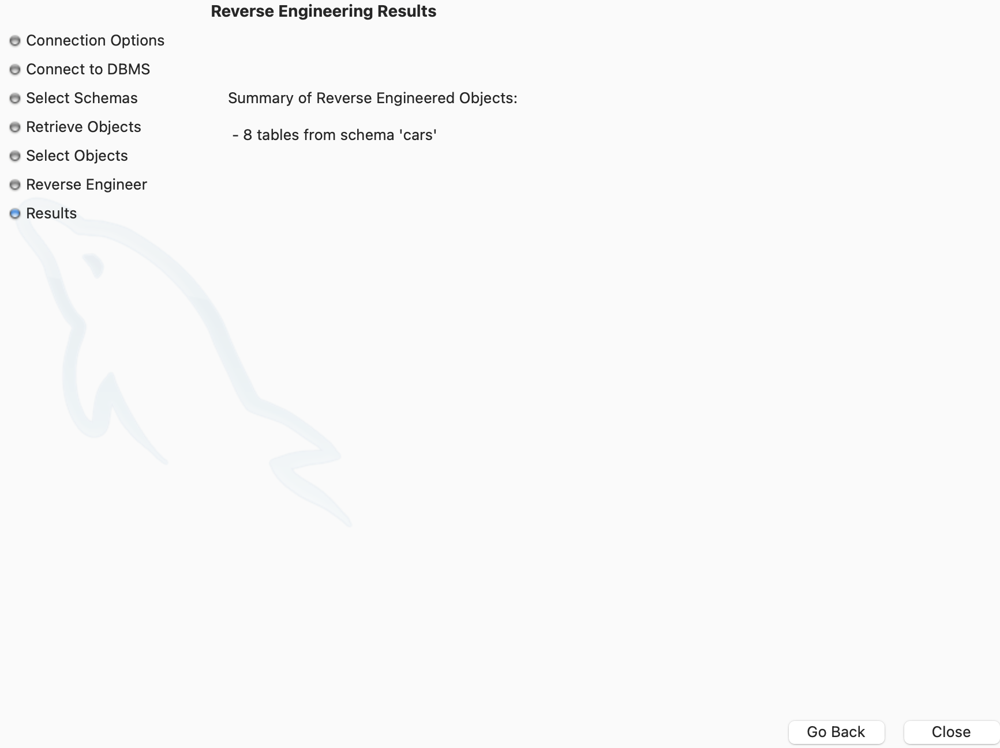 Reverse Engineering Results
Connection Options
Connect to DBMS
Select Schemas
Retrieve Objects
Select Objects
Reverse Engineer
Results
Summary of Reverse Engineered Objects:
- 8 tables from schema 'cars'
Go Back
Close